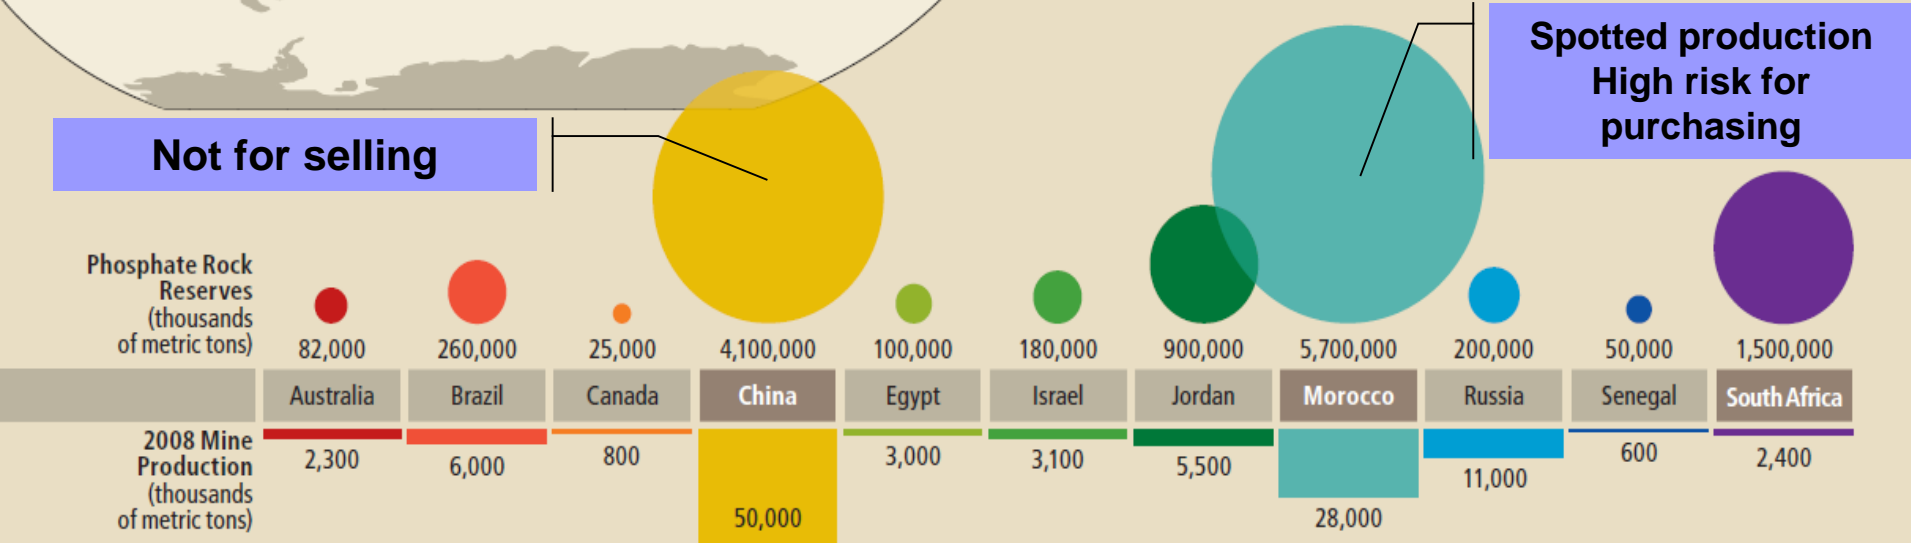 Spotted production
High risk for
purchasing
Not for selling
Phosphate Rock
Reserves
(thousands
of metric tons)
82,000 260,000 25,000 4,100,000 100,000 180,000 900,000 5,700,000 200,000 50,000 1,500,000
Australia Brazil Canada China Egypt Israel Jordan Morocco Russia Senegal South Africa
2008 Mine
Production
(thousands
of metric tons)
2,300 6,000 800 50,000 3,000 3,100 5,500 28,000 11,000 600 2,400